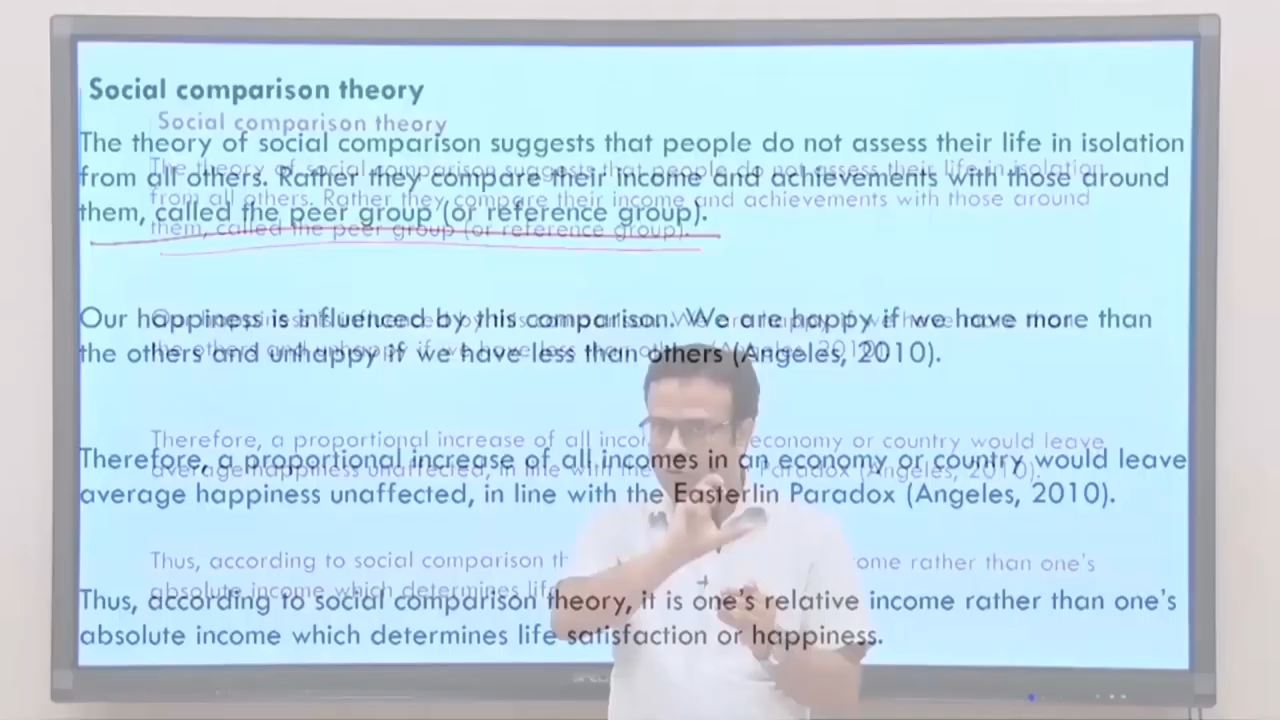 Social comparison theory
The theory of social comparison suggests that people do not assess their life in isolation
from all others. Rather they compare their income and achievements with those around
them, called the peer group (or reference group).
Our happiness is influenced by this comparison. We are happy if we have more than
the others and unhappy if we have less than others (Angeles, 2010).
Therefore, a proportional increase of all incomes in an economy or country would leave
average happiness unaffected, in line with the Easterlin Paradox (Angeles, 2010).
Thus, according to social comparison theory, it is one's relative income rather than one's
absolute income which determines life satisfaction or happiness.